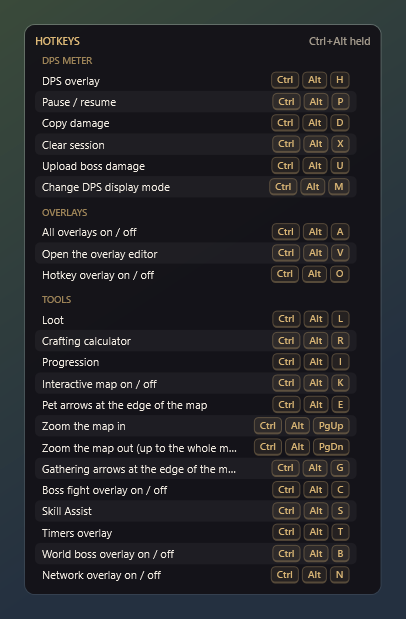 HOTKEYS Ctrl+Alt held
DPS METER
DPS overlay Ctrl Alt H
Pause / resume Ctrl Alt P
Copy damage Ctrl Alt D
Clear session Ctrl Alt X
Upload boss damage Ctrl Alt U
Change DPS display mode Ctrl Alt M
OVERLAYS
All overlays on / off Ctrl Alt A
Open the overlay editor Ctrl Alt V
Hotkey overlay on / off Ctrl Alt O
TOOLS
Loot Ctrl Alt L
Crafting calculator Ctrl Alt R
Progression Ctrl Alt I
Interactive map on / off Ctrl Alt K
Pet arrows at the edge of the map Ctrl Alt E
Zoom the map in Ctrl Alt PgUp
Zoom the map out (up to the whole m... Ctrl Alt PgDn
Gathering arrows at the edge of the m... Ctrl Alt G
Boss fight overlay on / off Ctrl Alt C
Skill Assist Ctrl Alt S
Timers overlay Ctrl Alt T
World boss overlay on / off Ctrl Alt B
Network overlay on / off Ctrl Alt N